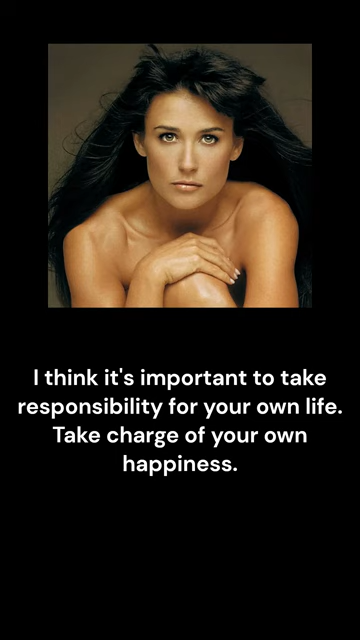 I think it's important to take
responsibility for your own life.
Take charge of your own
happiness.